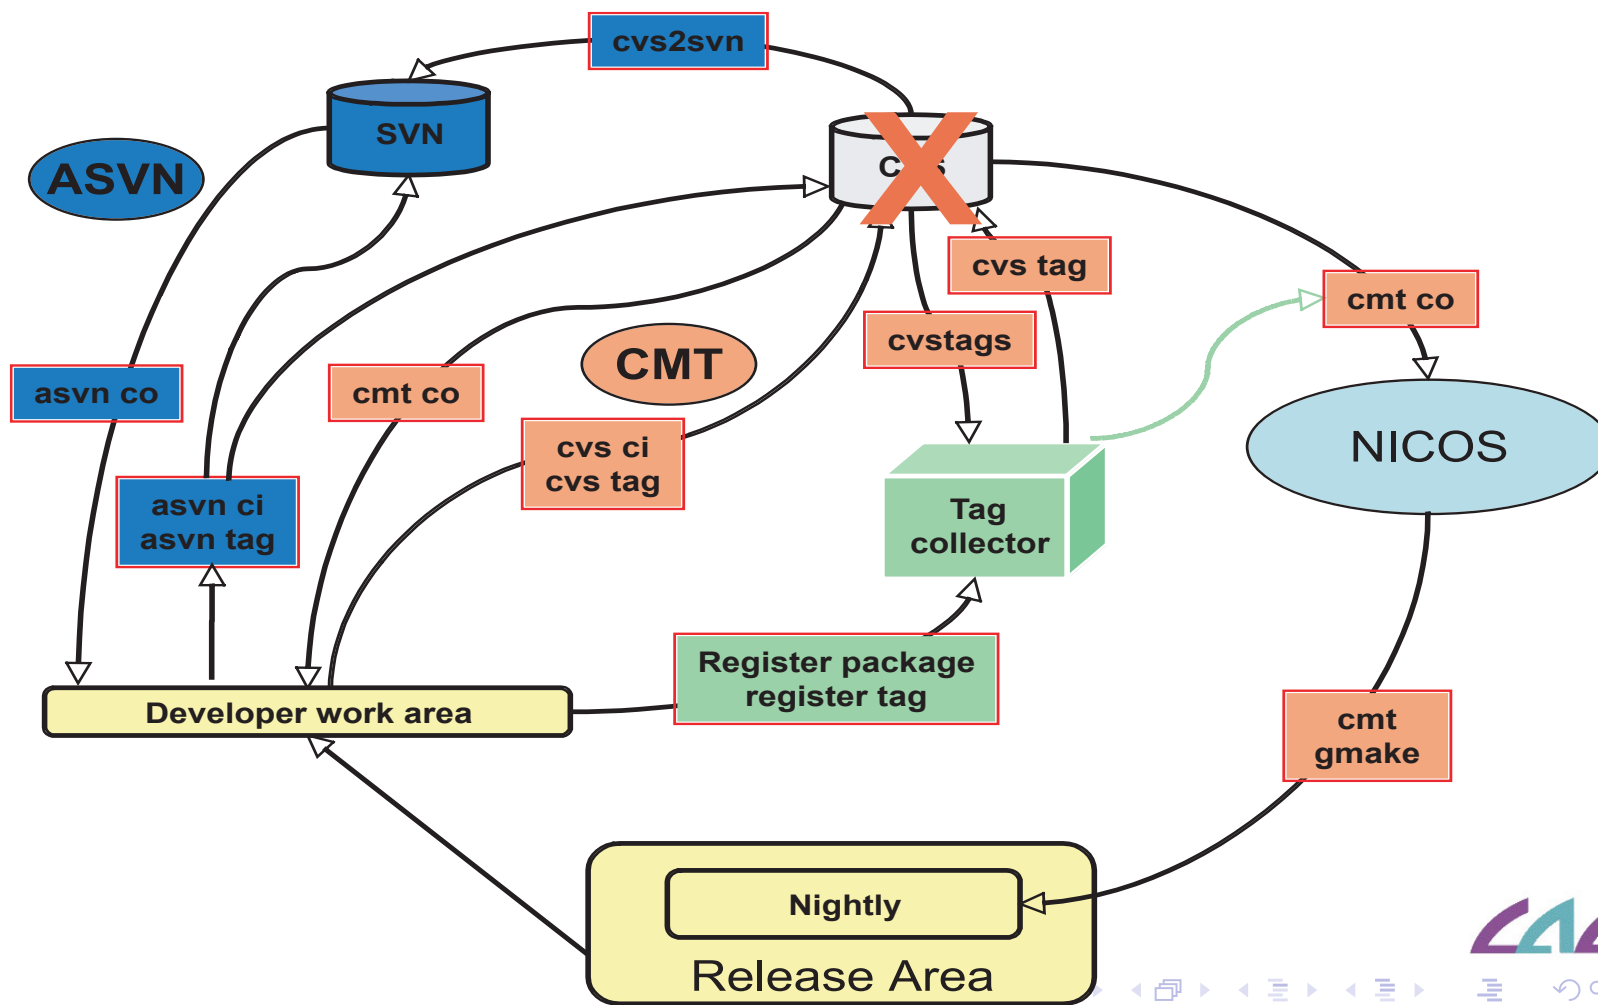 cvs2svn
SVN
ASVN
cvs tag
cmt co
cvstags
CMT
asvn co
cmt co
cvs ci
cvs tag
NICOS
asvn ci
asvn tag
Tag
collector
Register package
register tag
Developer work area
cmt
gmake
Nightly
Release Area